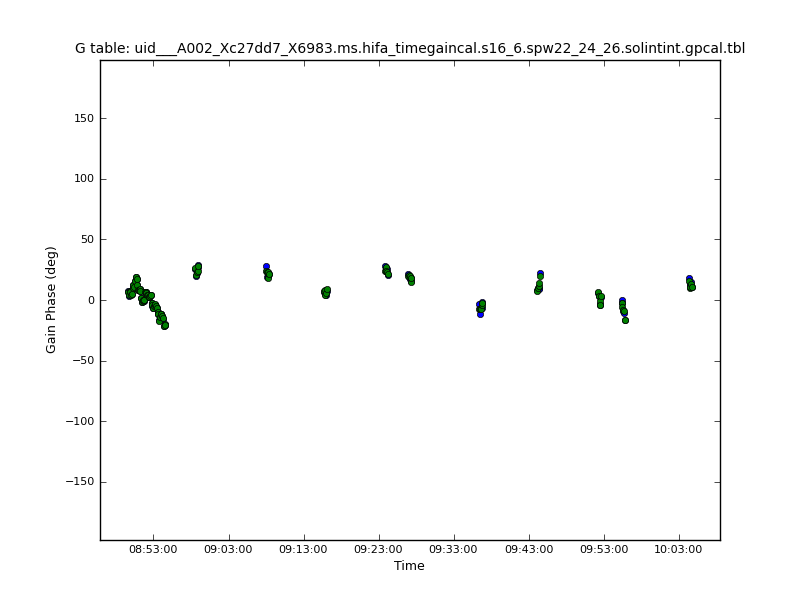 G table: uid___A002_Xc27dd7_X6983.ms.hifa_timegaincal.s16_6.spw22_24_26.solintint.gpcal.tbl
150
100
50
0
−50
−100
−150
Gain Phase (deg)
08:53:00 09:03:00 09:13:00 09:23:00 09:33:00 09:43:00 09:53:00 10:03:00
Time